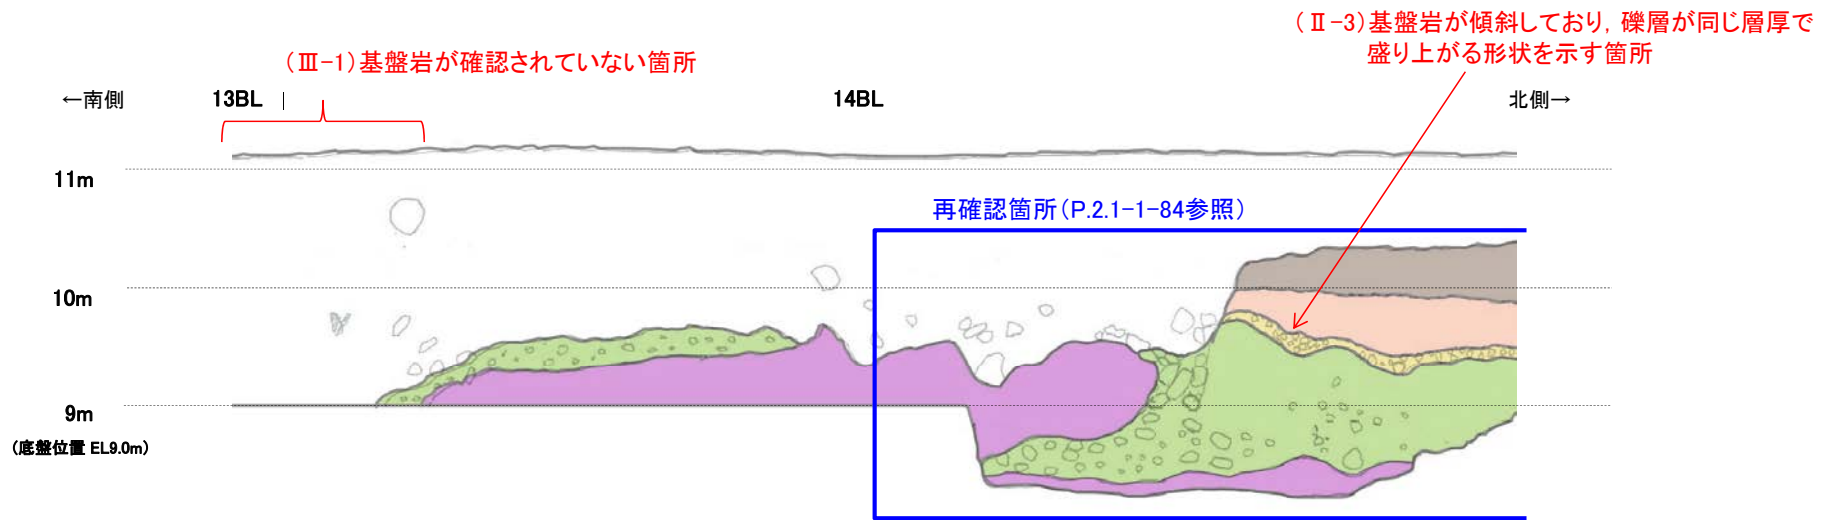 (Ⅱ-3)基盤岩が傾斜しており, 礫層が同じ層厚で
盛り上がる形状を示す箇所
(Ⅲ-1)基盤岩が確認されていない箇所
←南側
13BL
14BL
北側→
11m
再確認箇所(P.2.1-1-84参照)
10m
9m
(底盤位置 EL9.0m)